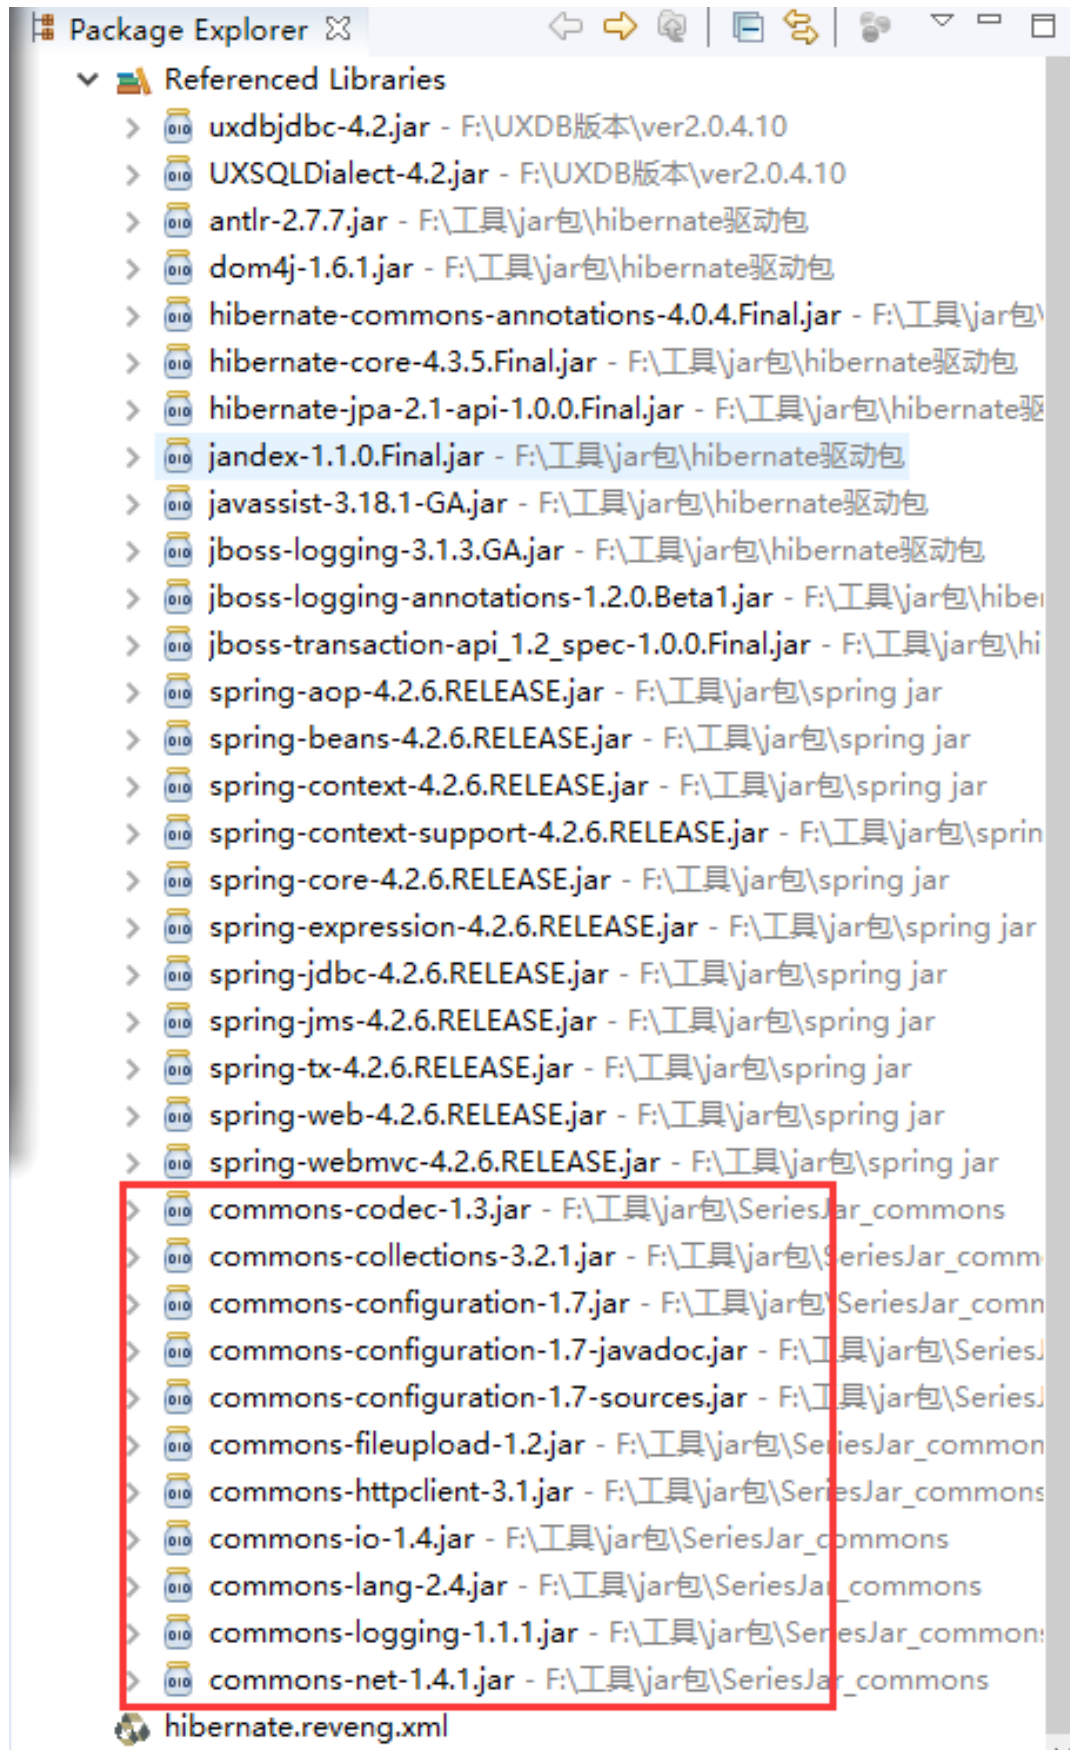 Package Explorer
Referenced Libraries
uxdbjdbc-4.2.jar - F:\UXDB版本\ver2.0.4.10
UXSQLDialect-4.2.jar - F:\UXDB版本\ver2.0.4.10
antlr-2.7.7.jar - F:\工具\jar包\hibernate驱动包
dom4j-1.6.1.jar - F:\工具\jar包\hibernate驱动包
hibernate-commons-annotations-4.0.4.Final.jar - F:\工具\jar包\
hibernate-core-4.3.5.Final.jar - F:\工具\jar包\hibernate驱动包
hibernate-jpa-2.1-api-1.0.0.Final.jar - F:\工具\jar包\hibernate驱
jandex-1.1.0.Final.jar - F:\工具\jar包\hibernate驱动包
javassist-3.18.1-GA.jar - F:\工具\jar包\hibernate驱动包
jboss-logging-3.1.3.GA.jar - F:\工具\jar包\hibernate驱动包
jboss-logging-annotations-1.2.0.Beta1.jar - F:\工具\jar包\hiber
jboss-transaction-api_1.2_spec-1.0.0.Final.jar - F:\工具\jar包\hi
spring-aop-4.2.6.RELEASE.jar - F:\工具\jar包\spring jar
spring-beans-4.2.6.RELEASE.jar - F:\工具\jar包\spring jar
spring-context-4.2.6.RELEASE.jar - F:\工具\jar包\spring jar
spring-context-support-4.2.6.RELEASE.jar - F:\工具\jar包\sprin
spring-core-4.2.6.RELEASE.jar - F:\工具\jar包\spring jar
spring-expression-4.2.6.RELEASE.jar - F:\工具\jar包\spring jar
spring-jdbc-4.2.6.RELEASE.jar - F:\工具\jar包\spring jar
spring-jms-4.2.6.RELEASE.jar - F:\工具\jar包\spring jar
spring-tx-4.2.6.RELEASE.jar - F:\工具\jar包\spring jar
spring-web-4.2.6.RELEASE.jar - F:\工具\jar包\spring jar
spring-webmvc-4.2.6.RELEASE.jar - F:\工具\jar包\spring jar
commons-codec-1.3.jar - F:\工具\jar包\SeriesJar_commons
commons-collections-3.2.1.jar - F:\工具\jar包\SeriesJar_comm
commons-configuration-1.7.jar - F:\工具\jar包\SeriesJar_comm
commons-configuration-1.7-javadoc.jar - F:\工具\jar包\SeriesJ
commons-configuration-1.7-sources.jar - F:\工具\jar包\SeriesJ
commons-fileupload-1.2.jar - F:\工具\jar包\SeriesJar_common
commons-httpclient-3.1.jar - F:\工具\jar包\SeriesJar_commons
commons-io-1.4.jar - F:\工具\jar包\SeriesJar_commons
commons-lang-2.4.jar - F:\工具\jar包\SeriesJar_commons
commons-logging-1.1.1.jar - F:\工具\jar包\SeriesJar_commons
commons-net-1.4.1.jar - F:\工具\jar包\SeriesJar_commons
hibernate.reveng.xml